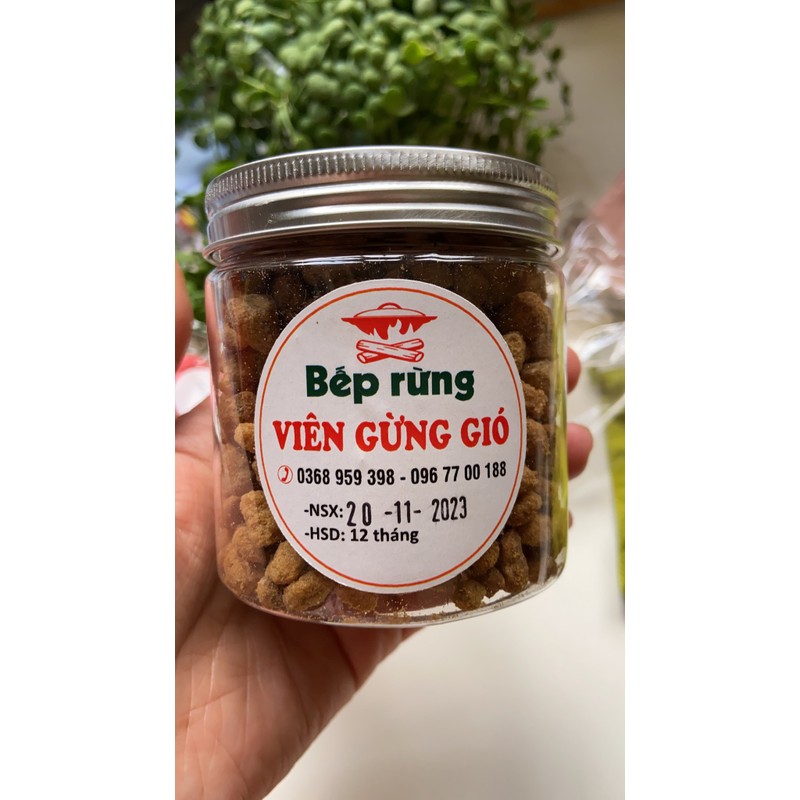 Bếp rừng
VIÊN GỪNG GIÓ
0368 959 398 - 096 77 00 188
-NSX: 20 -11- 2023
-HSD: 12 tháng